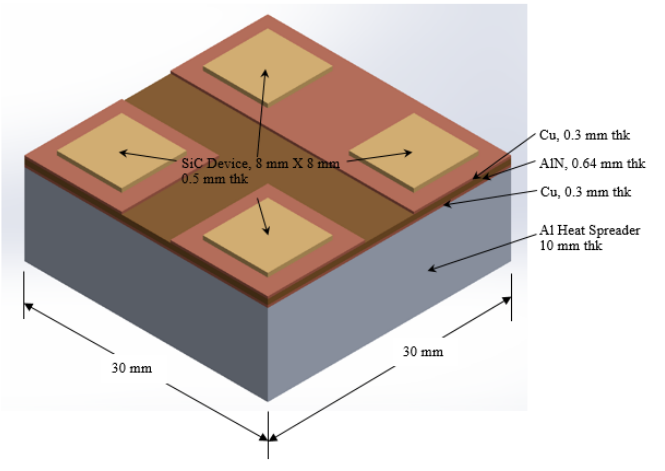 Cu, 0.3 mm thk
SiC Device, 8 mm X 8 mm
0.5 mm thk
AlN, 0.64 mm thk
Cu, 0.3 mm thk
Al Heat Spreader
10 mm thk
30 mm
30 mm